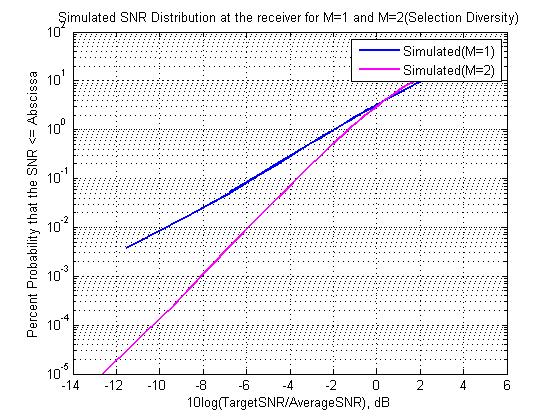 Simulated SNR Distribution at the receiver for M=1 and M=2(Selection Diversity)
Percent Probability that the SNR <= Abscissa
10^2
10^1
10^0
10^-1
10^-2
10^-3
10^-4
10^-5
Simulated(M=1)
Simulated(M=2)
-14 -12 -10 -8 -6 -4 -2 0 2 4 6
10log(TargetSNR/AverageSNR), dB